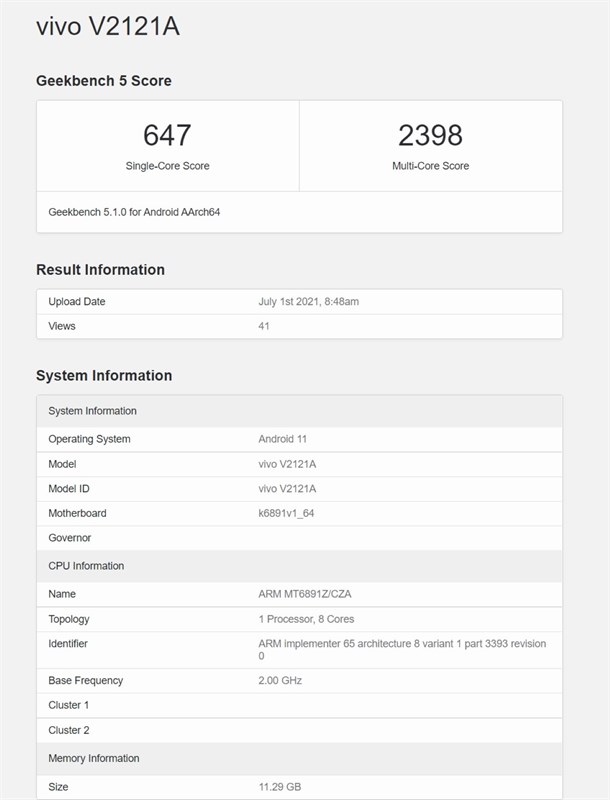 vivo V2121A
Geekbench 5 Score
647 2398
Single-Core Score Multi-Core Score
Geekbench 5.1.0 for Android AArch64
Result Information
Upload Date July 1st 2021, 8:48am
Views 41
System Information
System Information
Operating System Android 11
Model vivo V2121A
Model ID vivo V2121A
Motherboard k6891v1_64
Governor
CPU Information
Name ARM MT6891Z/CZA
Topology 1 Processor, 8 Cores
Identifier ARM implementer 65 architecture 8 variant 1 part 3393 revision
0
Base Frequency 2.00 GHz
Cluster 1
Cluster 2
Memory Information
Size 11.29 GB